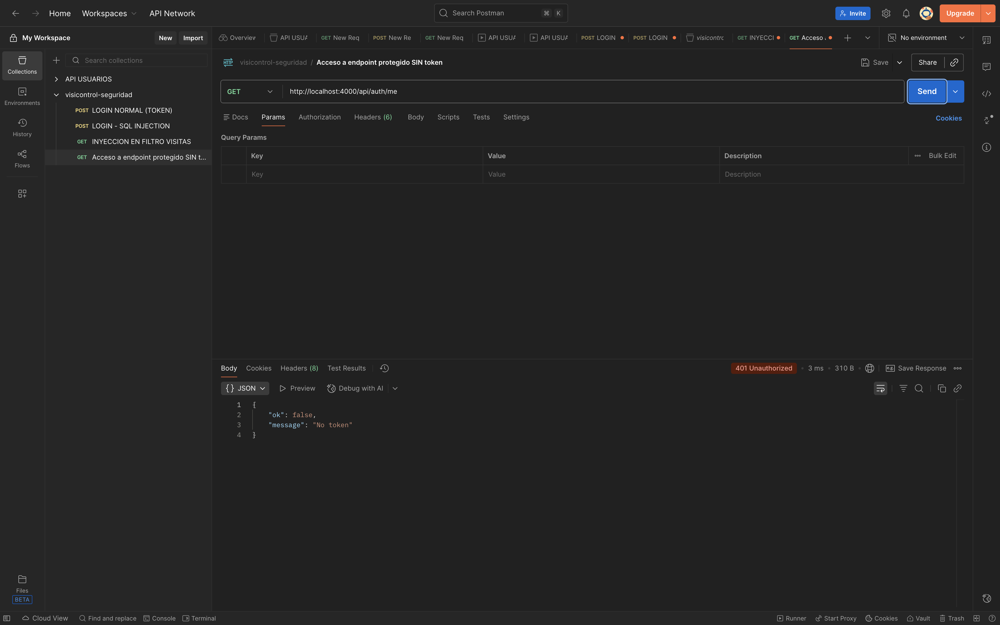 Home Workspaces API Network
Search Postman ⌘ K
Invite
Upgrade
My Workspace
New Import
Overview
API USUA
GET New Req
POST New Re
GET New Req
API USUA
API USUA
POST LOGIN
POST LOGIN
visicontro
GET INYECCI
GET Acceso
No environment
Collections
Environments
History
Flows
Files
BETA
Search collections
API USUARIOS
visicontrol-seguridad
POST LOGIN NORMAL (TOKEN)
POST LOGIN - SQL INJECTION
GET INYECCION EN FILTRO VISITAS
GET Acceso a endpoint protegido SIN t...
HTTP visicontrol-seguridad / Acceso a endpoint protegido SIN token
Save Share
GET http://localhost:4000/api/auth/me
Send
Docs Params Authorization Headers (6) Body Scripts Tests Settings
Cookies
Query Params
Key Value Description Bulk Edit
Key Value Description
Body Cookies Headers (8) Test Results
401 Unauthorized • 3 ms • 310 B • e.g. Save Response
{} JSON Preview Debug with AI
1 {
2 "ok": false,
3 "message": "No token"
4 }
Cloud View Find and replace Console Terminal
Runner Start Proxy Cookies Vault Trash